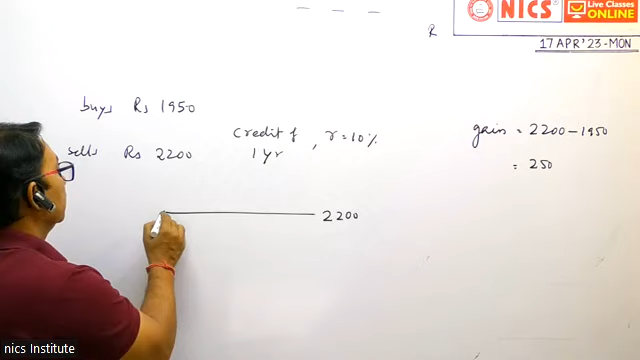 NICS
Live Classes
ONLINE
R
17 APR'23-MON
buys Rs 1950
sells Rs 2200
Credit of
1 yr , r = 10%
gain = 2200 - 1950
= 250
2200
nics Institute